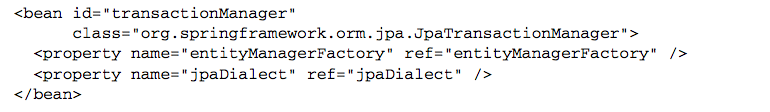 <bean id="transactionManager"
class="org.springframework.orm.jpa.JpaTransactionManager">
<property name="entityManagerFactory" ref="entityManagerFactory" />
<property name="jpaDialect" ref="jpaDialect" />
</bean>